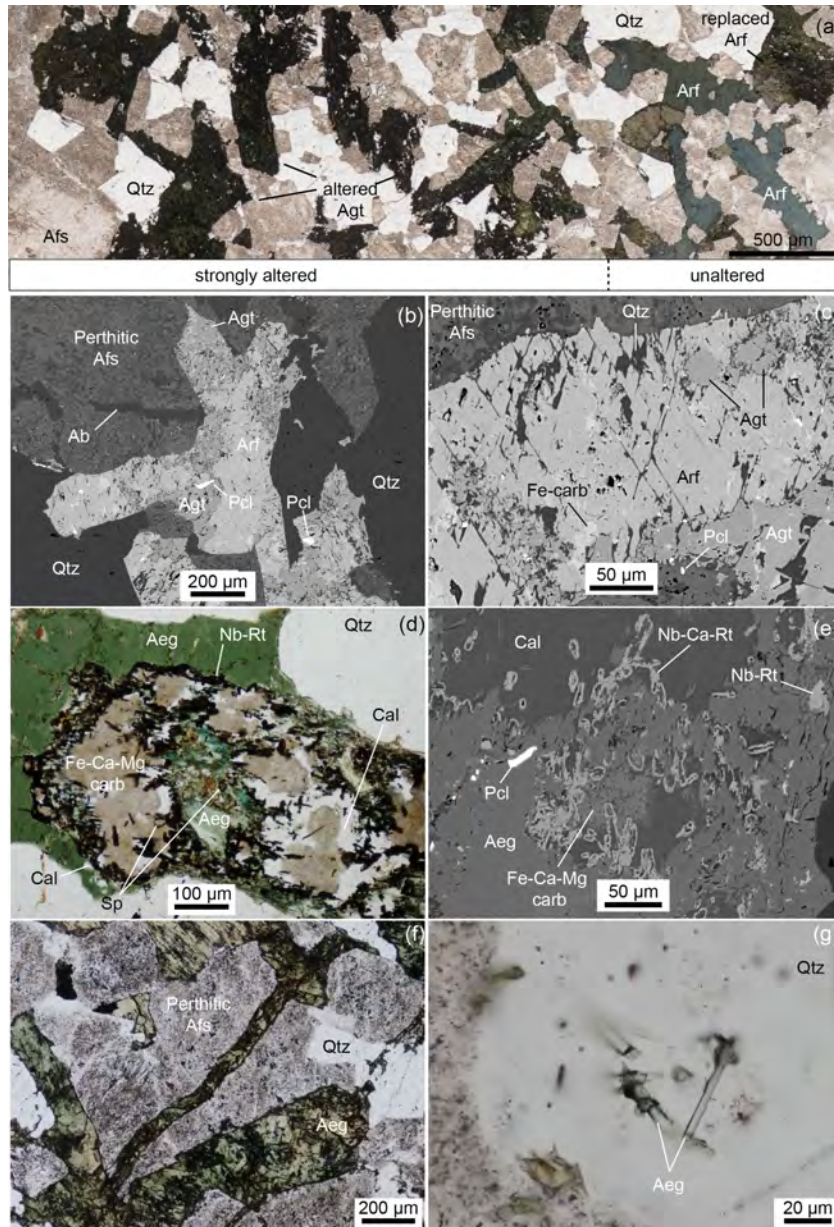 (a)
Qtz
replaced
Arf
Arf
Qtz
altered
Agt
Arf
Afs
500 µm
strongly altered
unaltered
(b)
Agt
Perthitic
Afs
Ab
Arf
Agt
Pcl
Pcl
Qtz
Qtz
200 µm
(c)
Perthitic
Afs
Qtz
Agt
Arf
Fe-carb
Agt
Pcl
50 µm
(d)
Aeg
Nb-Rt
Qtz
Cal
Fe-Ca-Mg
carb
Aeg
Cal
Sp
100 µm
(e)
Cal
Nb-Ca-Rt
Nb-Rt
Pcl
Aeg
Fe-Ca-Mg
carb
50 µm
(f)
Perthitic
Afs
Qtz
Aeg
200 µm
(g)
Qtz
Aeg
20 µm